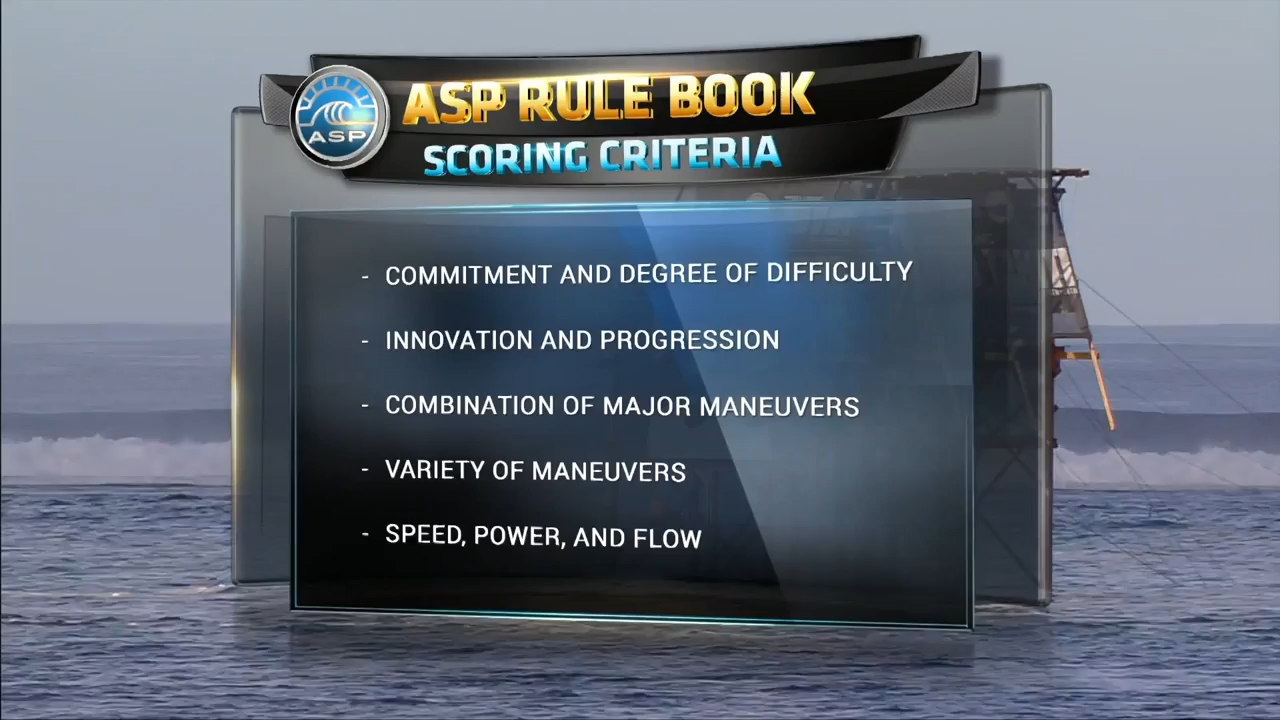 ASP RULE BOOK
ASP
SCORING CRITERIA
- COMMITMENT AND DEGREE OF DIFFICULTY
- INNOVATION AND PROGRESSION
- COMBINATION OF MAJOR MANEUVERS
- VARIETY OF MANEUVERS
- SPEED, POWER, AND FLOW